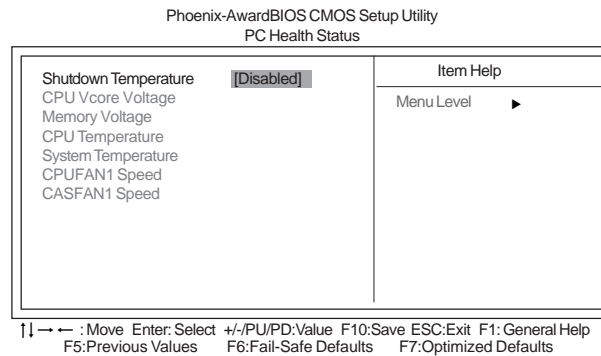 Phoenix-AwardBIOS CMOS Setup Utility
PC Health Status
Shutdown Temperature [Disabled]
CPU Vcore Voltage
Memory Voltage
CPU Temperature
System Temperature
CPUFAN1 Speed
CASFAN1 Speed
Item Help
Menu Level ▶
↑↓→← : Move Enter: Select +/-/PU/PD:Value F10:Save ESC:Exit F1: General Help
F5:Previous Values F6:Fail-Safe Defaults F7:Optimized Defaults